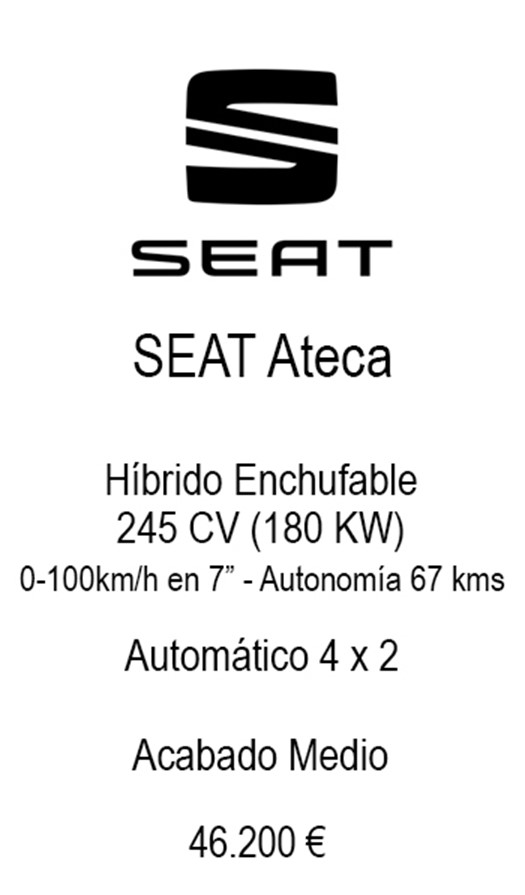 SEAT
SEAT Ateca
Híbrido Enchufable
245 CV (180 KW)
0-100km/h en 7” - Autonomía 67 kms
Automático 4 x 2
Acabado Medio
46.200 €